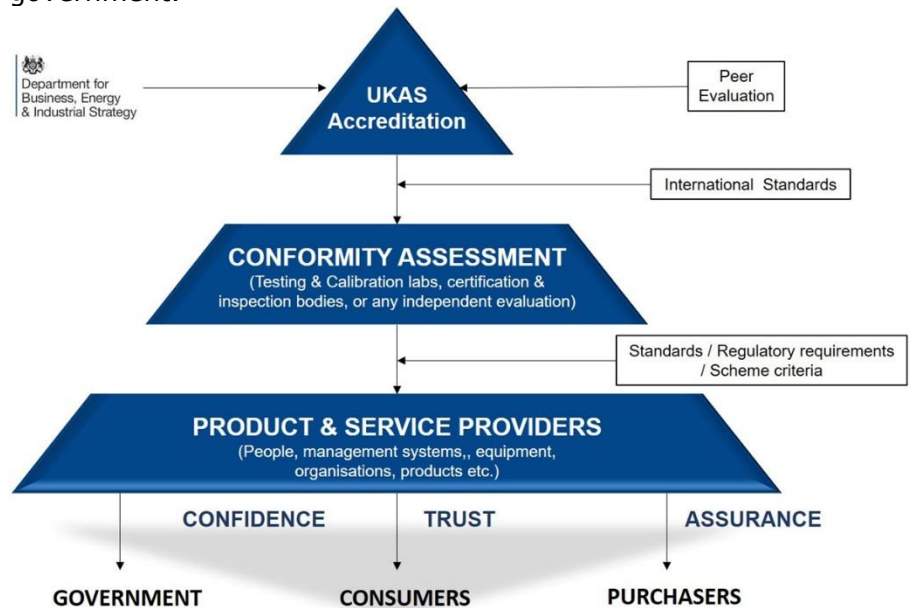 government.
Department for
Business, Energy
& Industrial Strategy
UKAS
Accreditation
Peer
Evaluation
International Standards
CONFORMITY ASSESSMENT
(Testing & Calibration labs, certification &
inspection bodies, or any independent evaluation)
Standards / Regulatory requirements
/ Scheme criteria
PRODUCT & SERVICE PROVIDERS
(People, management systems,, equipment,
organisations, products etc.)
CONFIDENCE TRUST ASSURANCE
GOVERNMENT CONSUMERS PURCHASERS